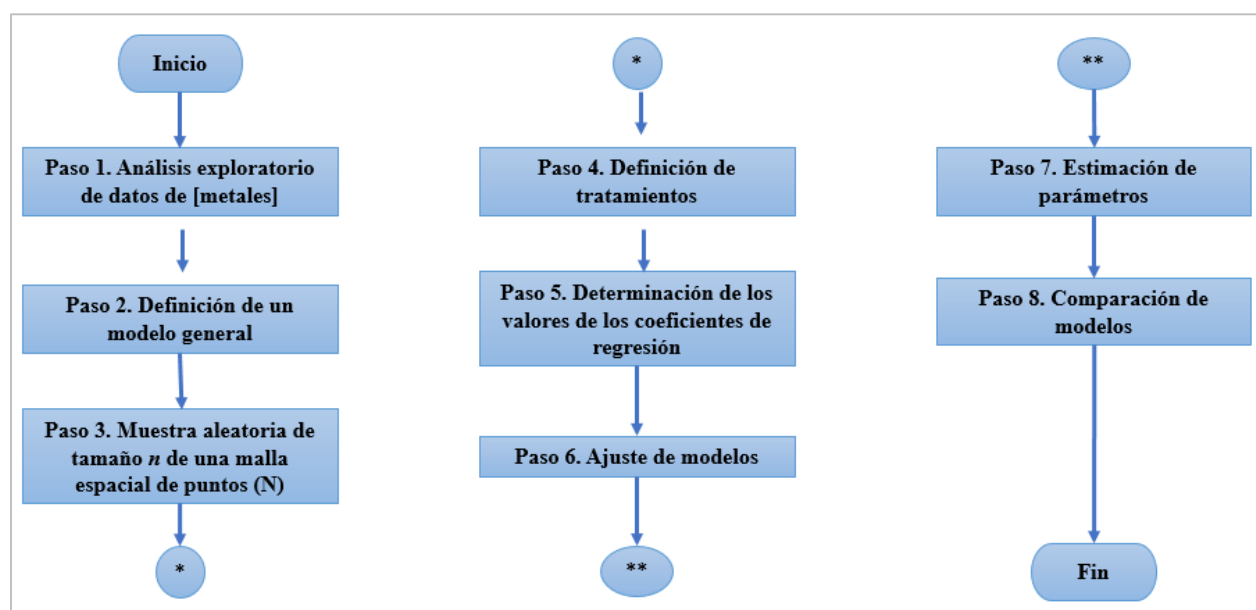 Inicio
Paso 1. Análisis exploratorio
de datos de [metales]
Paso 2. Definición de un
modelo general
Paso 3. Muestra aleatoria de
tamaño n de una malla
espacial de puntos (N)
*
*
Paso 4. Definición de
tratamientos
Paso 5. Determinación de los
valores de los coeficientes de
regresión
Paso 6. Ajuste de modelos
**
**
Paso 7. Estimación de
parámetros
Paso 8. Comparación de
modelos
Fin